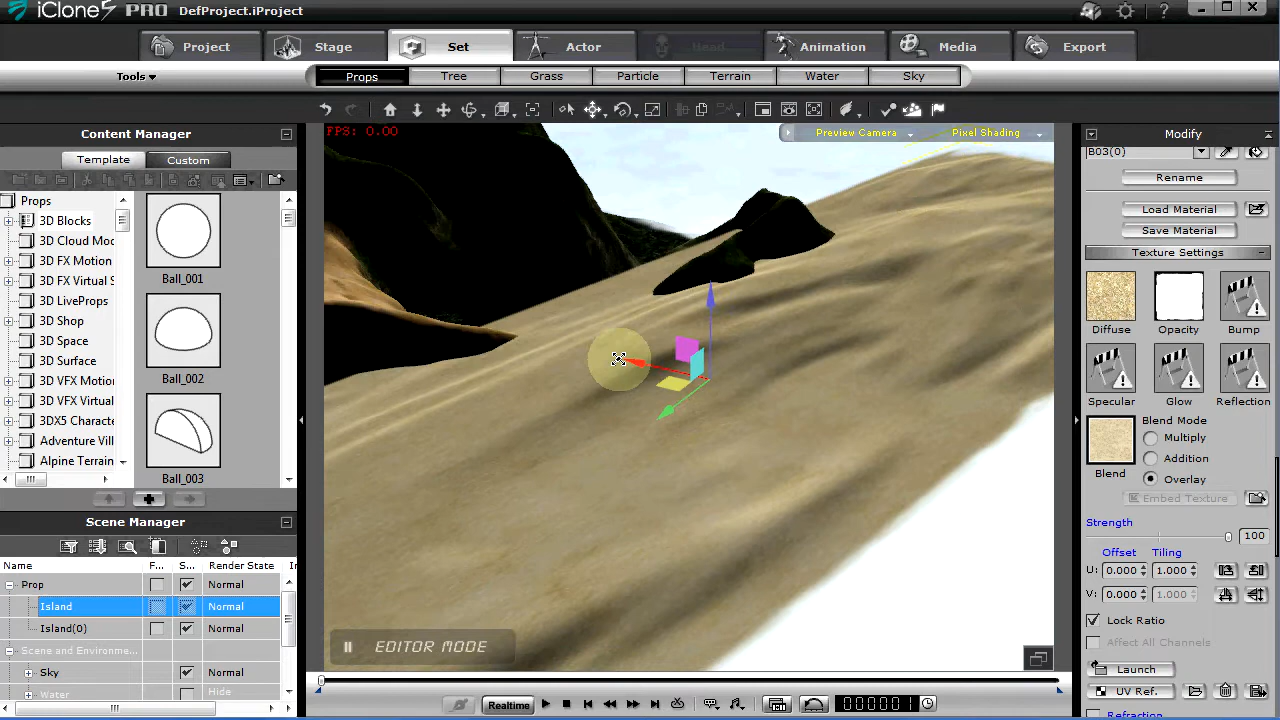 iClone5 PRO DefProject.iProject
Project Stage Set Actor Head Animation Media Export
Tools Props Tree Grass Particle Terrain Water Sky
Content Manager
Template Custom
Props
3D Blocks
3D Cloud Moc
3D FX Motion
3D FX Virtual S
3D LiveProps
3D Shop
3D Space
3D Surface
3D VFX Motion
3D VFX Virtual
3DX5 Characte
Adventure Vill
Alpine Terrain
Ball_001
Ball_002
Ball_003
Scene Manager
Name F... S... Render State
Prop Normal
Island Normal
Island(0) Normal
Scene and Environme...
Sky Normal
Water Hide
FPS: 0.00
Preview Camera Pixel Shading
EDITOR MODE
Realtime 00000
Modify
B03(0)
Rename
Load Material
Save Material
Texture Settings
Diffuse Opacity Bump
Specular Glow Reflection
Blend
Blend Mode
Multiply
Addition
Overlay
Embed Texture
Strength
100
Offset Tiling
U: 0.000 1.000
V: 0.000 1.000
Lock Ratio
Affect All Channels
Launch
UV Ref.
Refraction